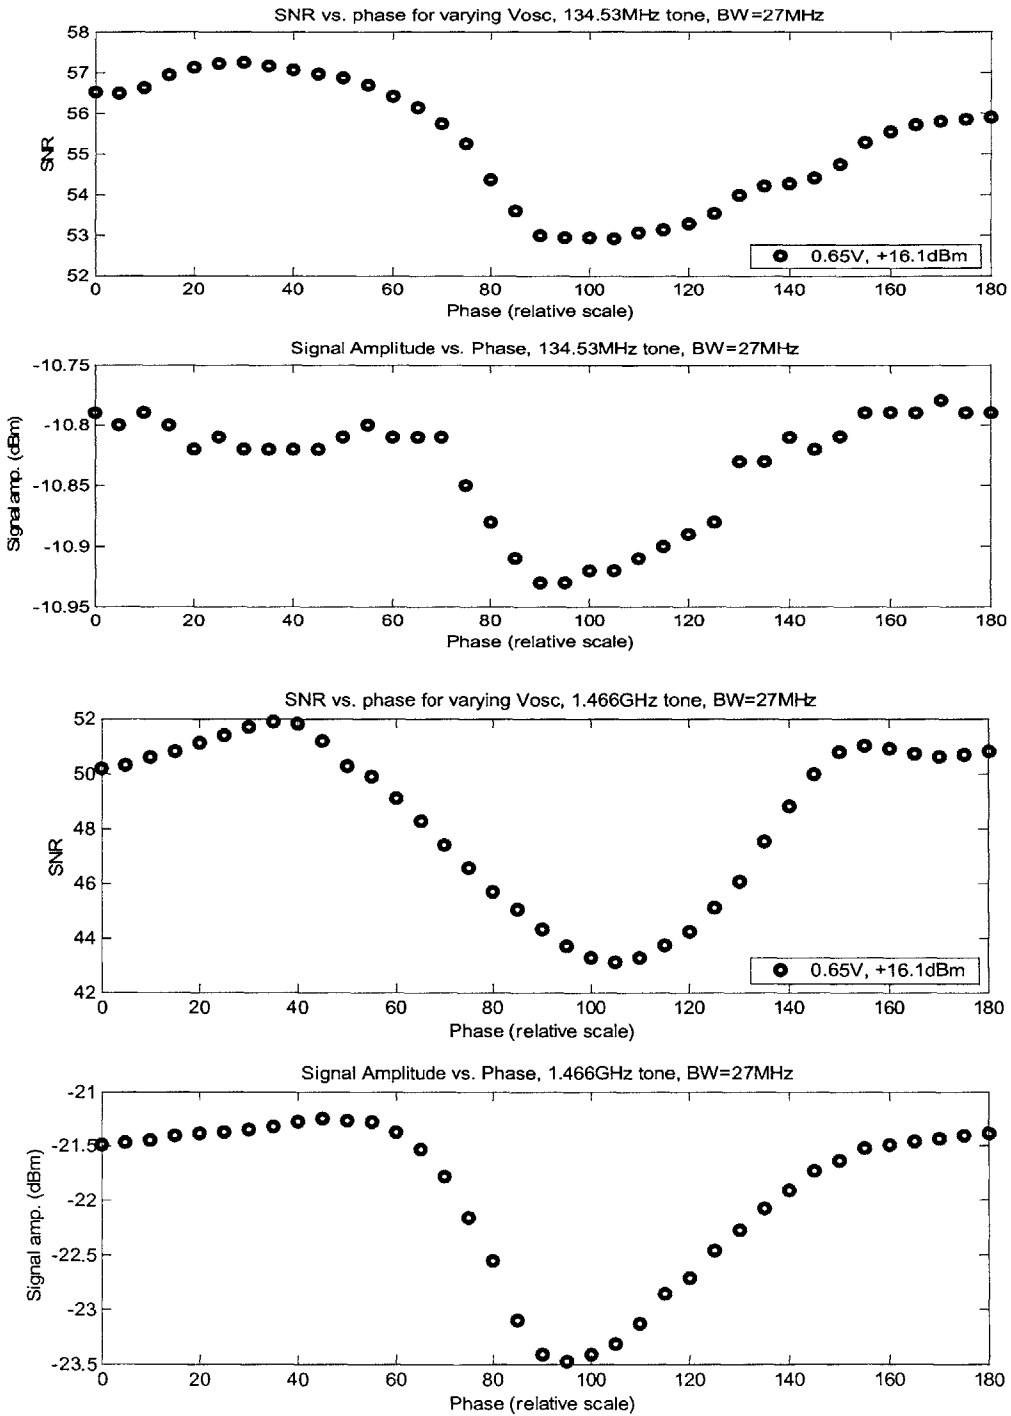 SNR vs. phase for varying Vosc, 134.53MHz tone, BW=27MHz
58
57
56
55
54
53
52
SNR
0.65V, +16.1dBm
0 20 40 60 80 100 120 140 160 180
Phase (relative scale)
Signal Amplitude vs. Phase, 134.53MHz tone, BW=27MHz
-10.75
-10.8
-10.85
-10.9
-10.95
Signal amp. (dBm)
0 20 40 60 80 100 120 140 160 180
Phase (relative scale)
SNR vs. phase for varying Vosc, 1.466GHz tone, BW=27MHz
52
50
48
46
44
42
SNR
0.65V, +16.1dBm
0 20 40 60 80 100 120 140 160 180
Phase (relative scale)
Signal Amplitude vs. Phase, 1.466GHz tone, BW=27MHz
-21
-21.5
-22
-22.5
-23
-23.5
Signal amp. (dBm)
0 20 40 60 80 100 120 140 160 180
Phase (relative scale)